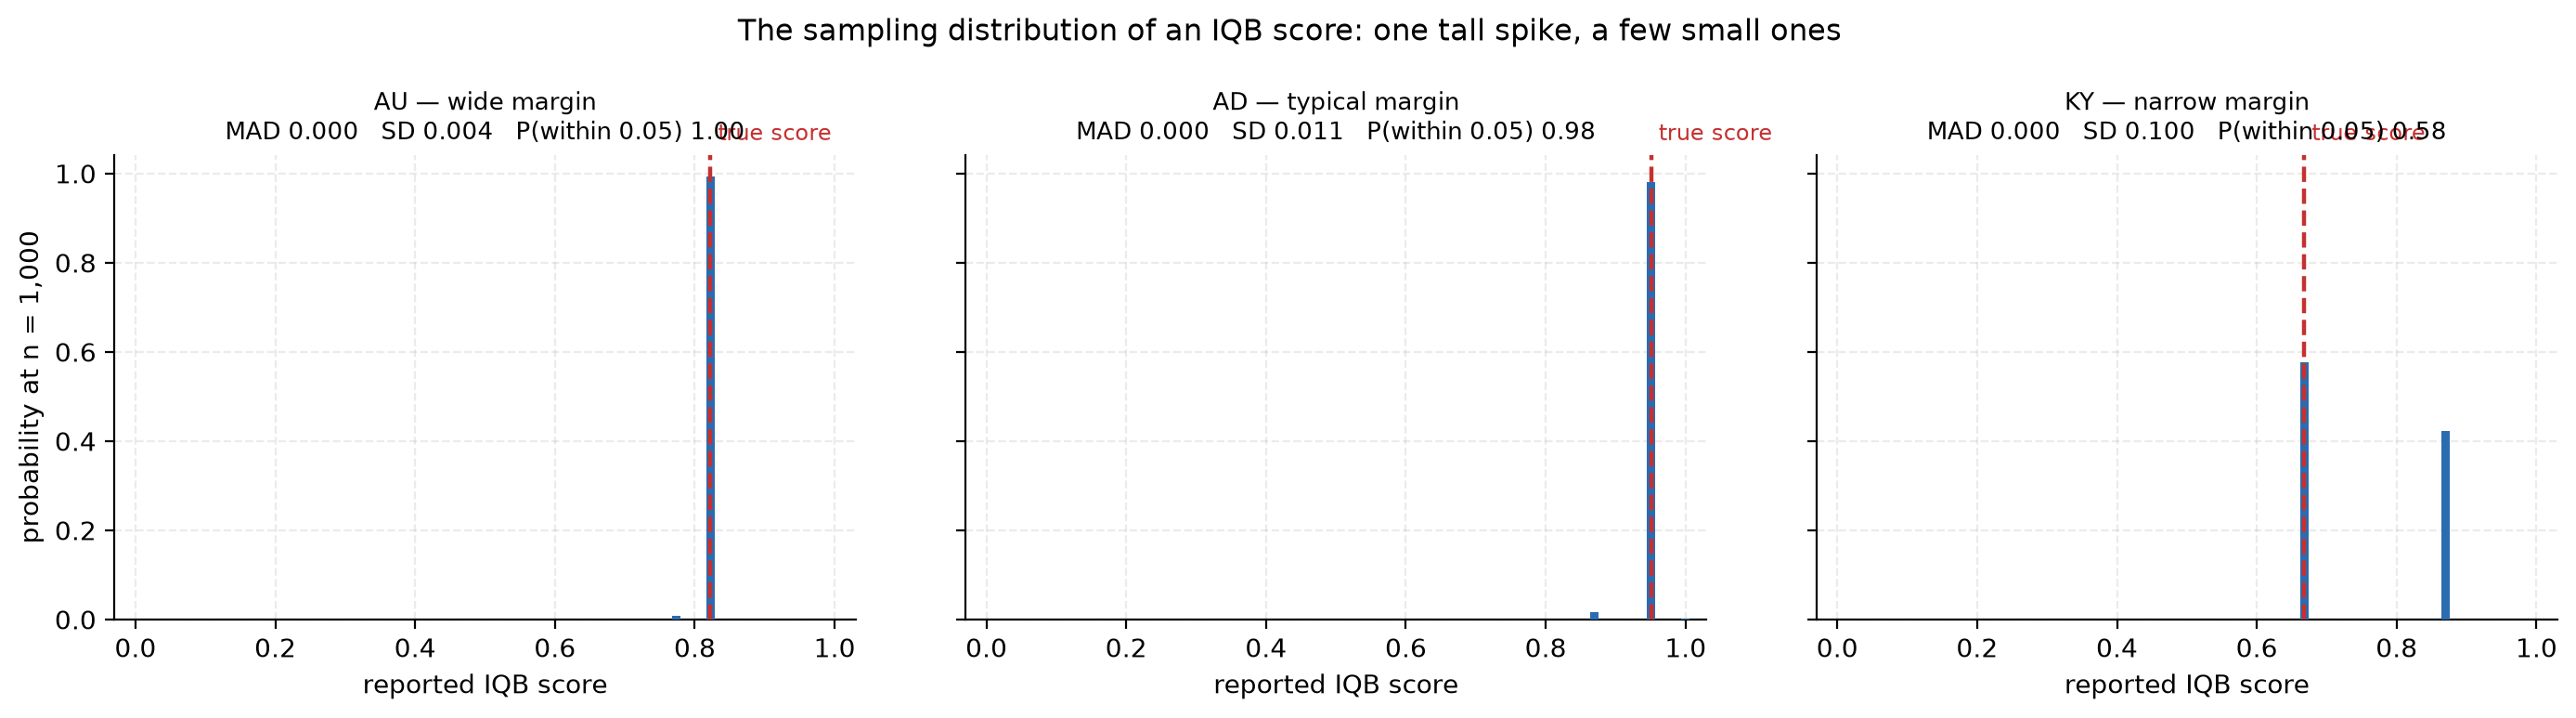 The sampling distribution of an IQB score: one tall spike, a few small ones
AU — wide margin
MAD 0.000 SD 0.004 P(within 0.05) 1.00
true score
AD — typical margin
MAD 0.000 SD 0.011 P(within 0.05) 0.98
true score
KY — narrow margin
MAD 0.000 SD 0.100 P(within 0.05) 0.58
true score
probability at n = 1,000
1.0
0.8
0.6
0.4
0.2
0.0
0.0 0.2 0.4 0.6 0.8 1.0
reported IQB score
0.0 0.2 0.4 0.6 0.8 1.0
reported IQB score
0.0 0.2 0.4 0.6 0.8 1.0
reported IQB score